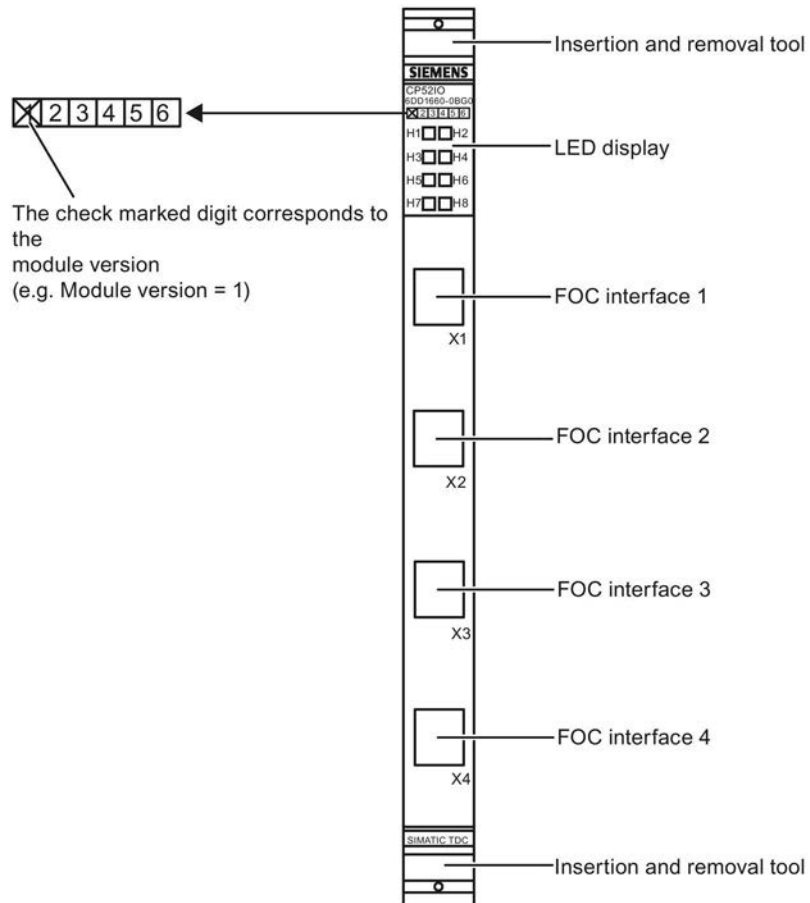 Insertion and removal tool
SIEMENS
CP52IO
6DD1660-0BG0
1 2 3 4 5 6
2 3 4 5 6
H1 H2
LED display
H3 H4
H5 H6
H7 H8
The check marked digit corresponds to
the
module version
(e.g. Module version = 1)
FOC interface 1
X1
FOC interface 2
X2
FOC interface 3
X3
FOC interface 4
X4
SIMATIC TDC
Insertion and removal tool